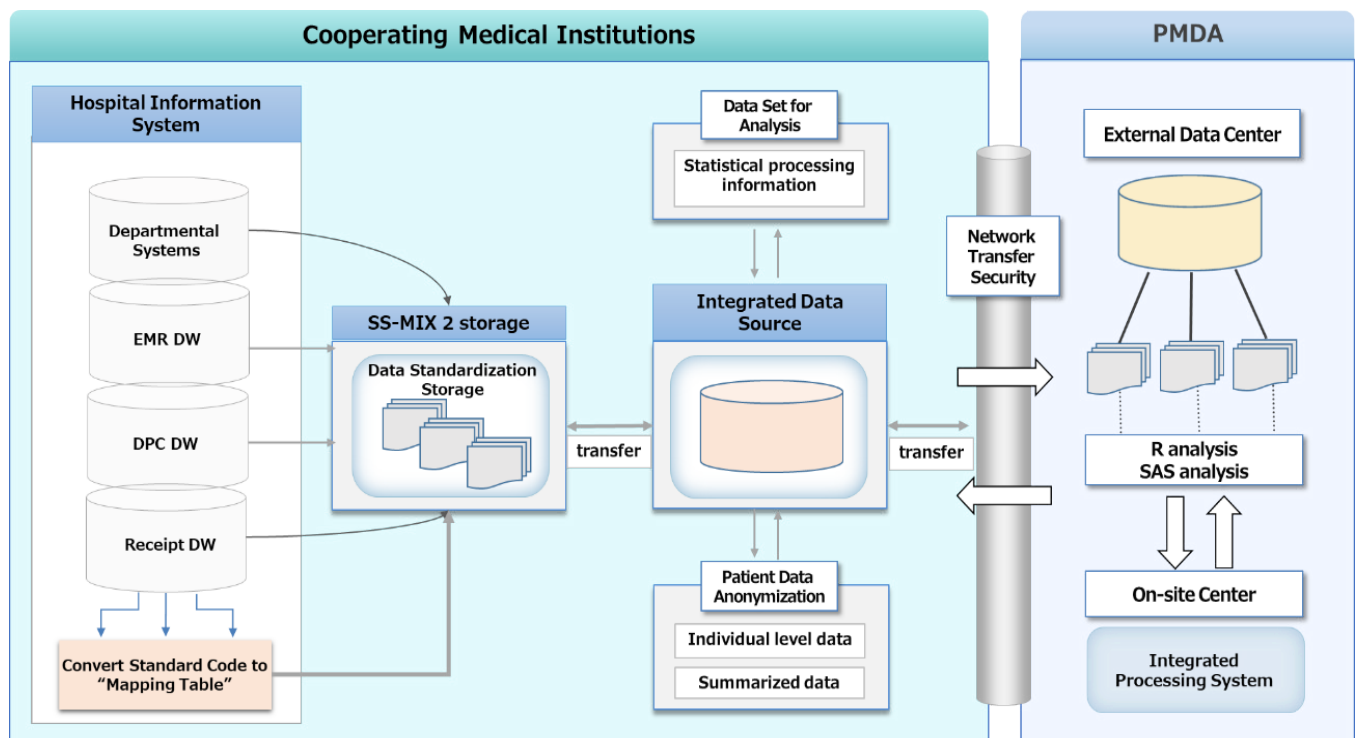 Cooperating Medical Institutions
PMDA
Hospital Information
System
Departmental
Systems
EMR DW
DPC DW
Receipt DW
Convert Standard Code to
“Mapping Table”
SS-MIX 2 storage
Data Standardization
Storage
transfer
Data Set for
Analysis
Statistical processing
information
Integrated Data
Source
transfer
Patient Data
Anonymization
Individual level data
Summarized data
Network
Transfer
Security
External Data Center
R analysis
SAS analysis
On-site Center
Integrated
Processing System